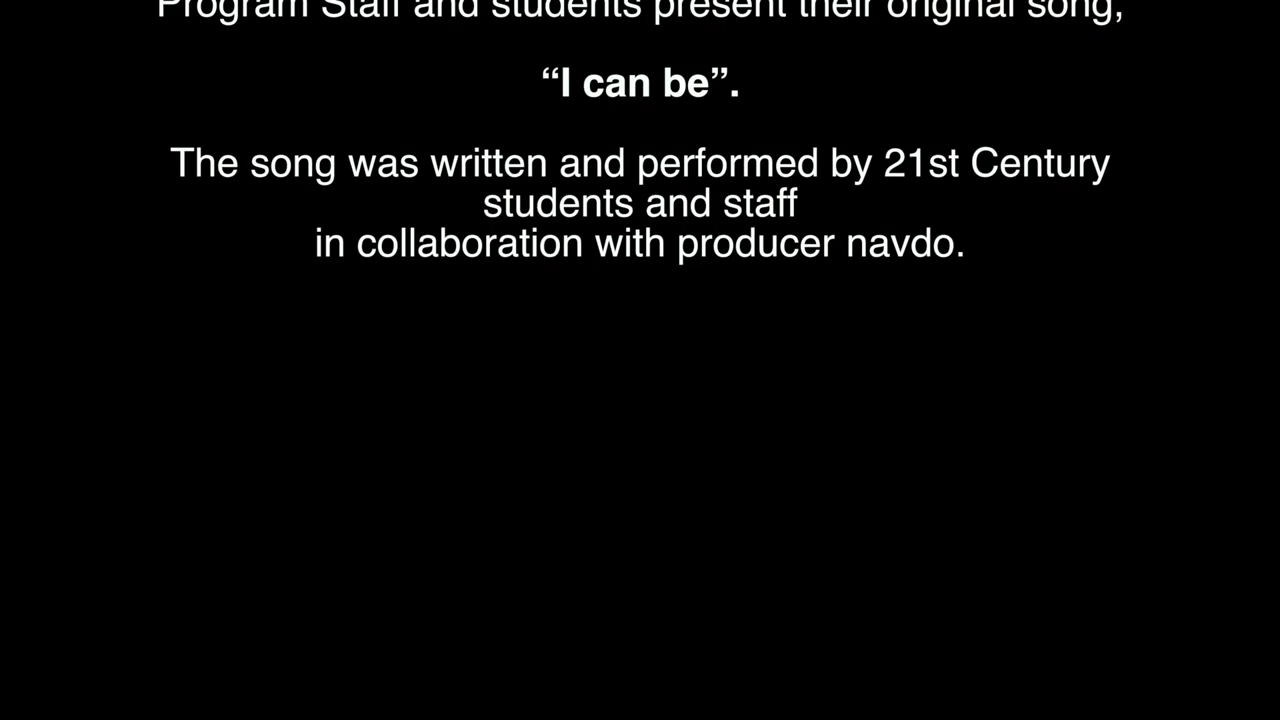 Program Staff and students present their original song,
“I can be”.
The song was written and performed by 21st Century
students and staff
in collaboration with producer navdo.